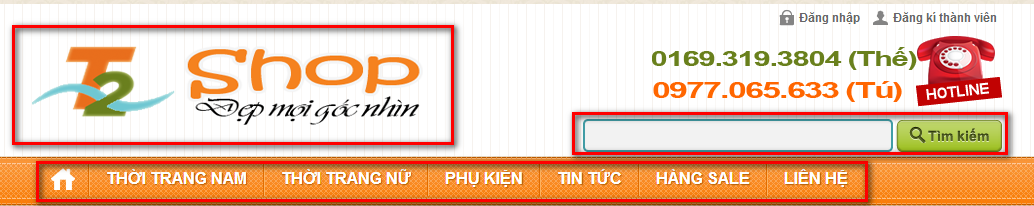 Đăng nhập Đăng kí thành viên
T2 Shop
Đẹp mọi góc nhìn
0169.319.3804 (Thế)
0977.065.633 (Tú)
HOTLINE
Tìm kiếm
THỜI TRANG NAM THỜI TRANG NỮ PHỤ KIỆN TIN TỨC HÀNG SALE LIÊN HỆ